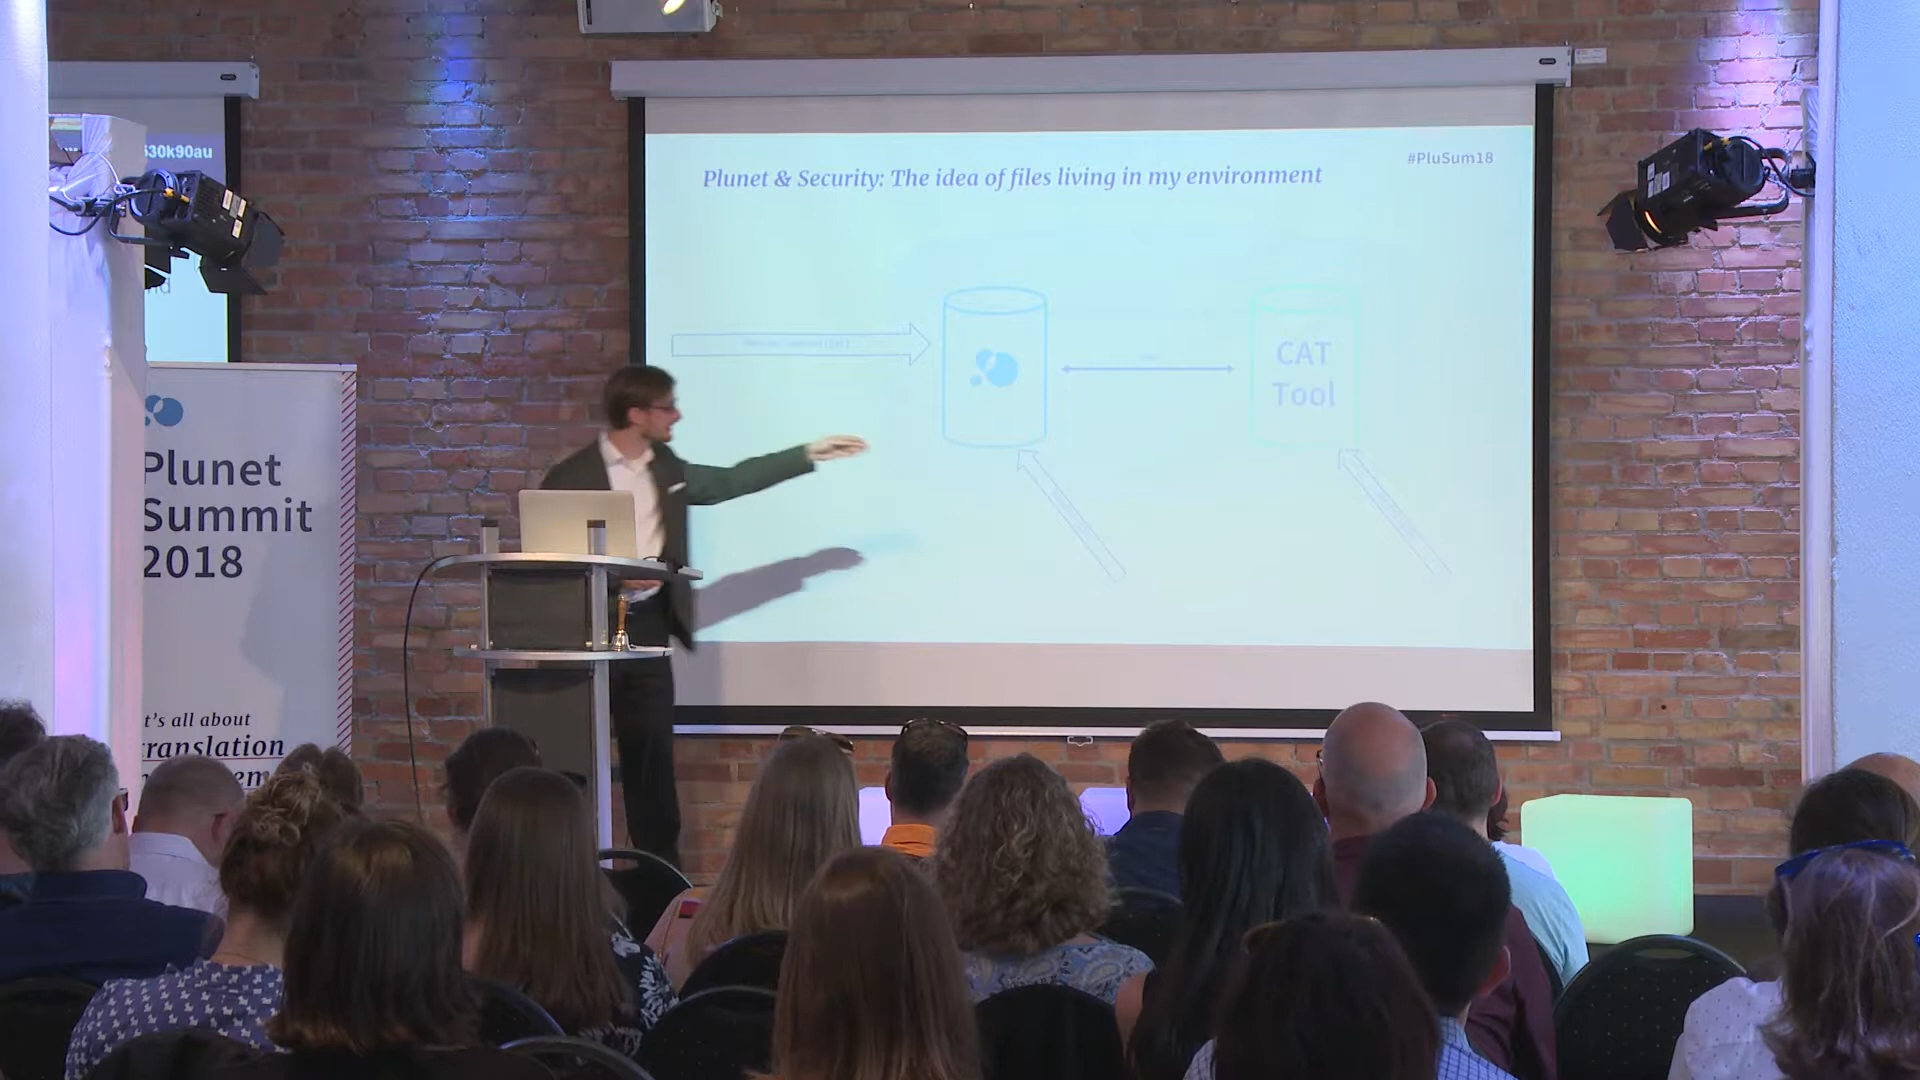 530k90au
Plunet & Security: The idea of files living in my environment
#PluSum18
CAT
Tool
Plunet
Summit
2018
t's all about
translation